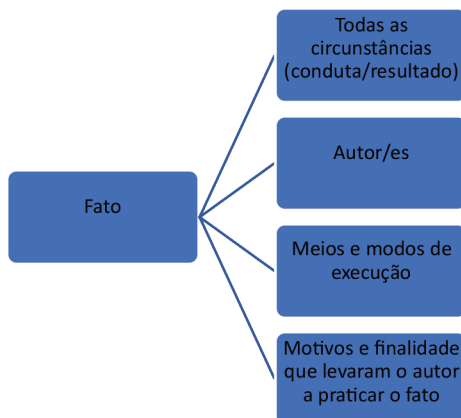 Todas as
circunstâncias
(conduta/resultado)
Autor/es
Fato
Meios e modos de
execução
Motivos e finalidade
que levaram o autor
a praticar o fato